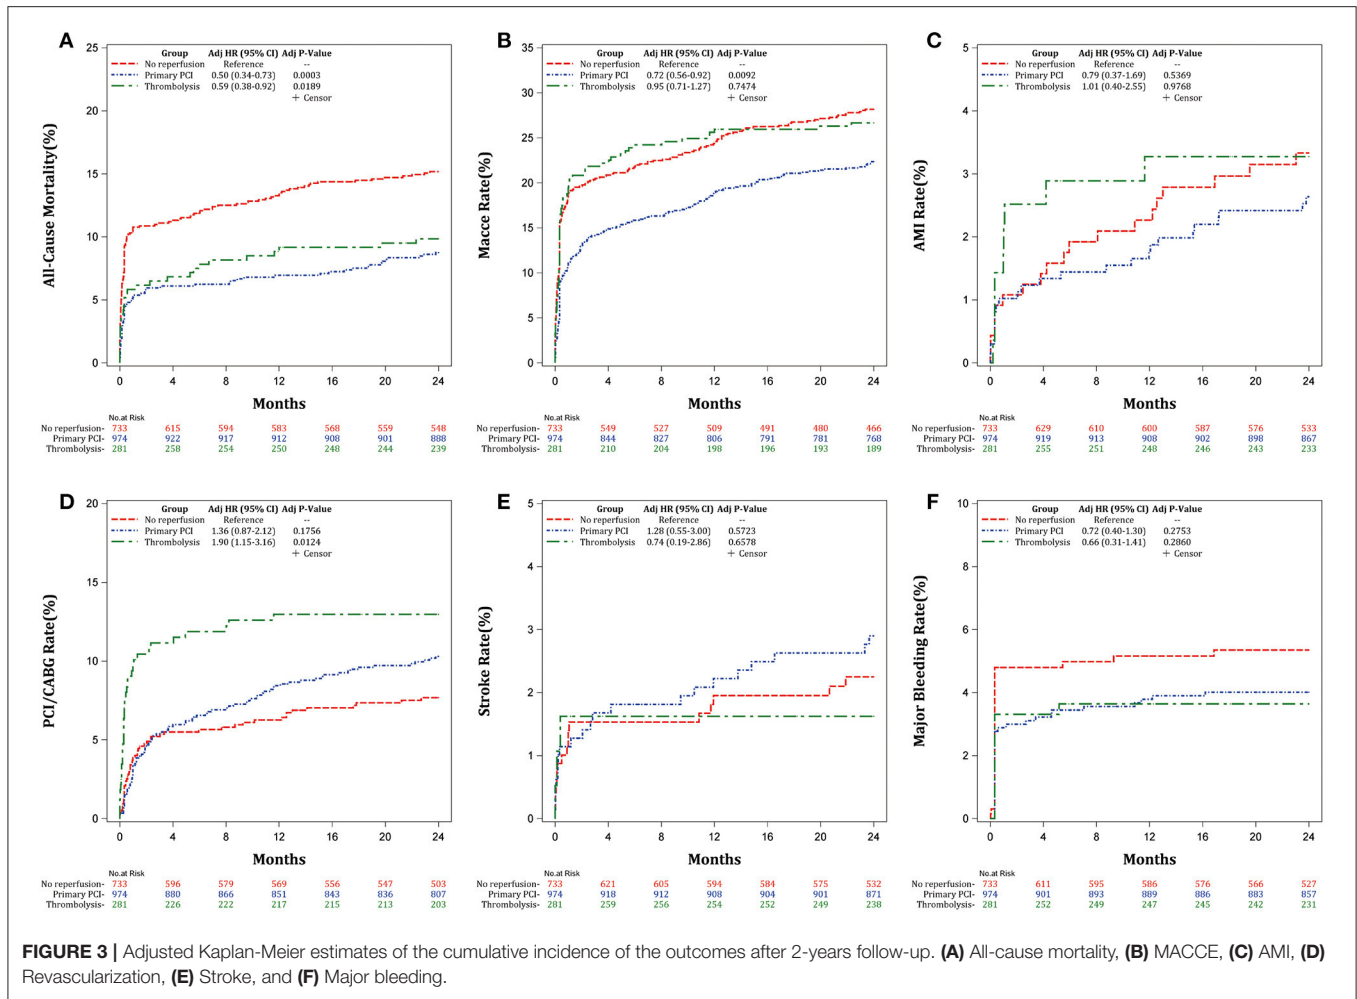 A
25
20
15
10
5
0
All-Cause Mortality(%)
Group Adj HR (95% CI) Adj P-Value
No reperfusion Reference --
Primary PCI 0.50 (0.34-0.73) 0.0003
Thrombolysis 0.59 (0.38-0.92) 0.0189
+ Censor
0 4 8 12 16 20 24
Months
No.at Risk
No reperfusion- 733 615 594 583 568 559 548
Primary PCI- 974 922 917 912 908 901 888
Thrombolysis- 281 258 254 250 248 244 239
B
35
30
25
20
15
10
5
0
Macce Rate(%)
Group Adj HR (95% CI) Adj P-Value
No reperfusion Reference --
Primary PCI 0.72 (0.56-0.92) 0.0092
Thrombolysis 0.95 (0.71-1.27) 0.7474
+ Censor
0 4 8 12 16 20 24
Months
No.at Risk
No reperfusion- 733 549 527 509 491 480 466
Primary PCI- 974 844 827 806 791 781 768
Thrombolysis- 281 210 204 198 196 193 189
C
5
4
3
2
1
0
AMI Rate(%)
Group Adj HR (95% CI) Adj P-Value
No reperfusion Reference --
Primary PCI 0.79 (0.37-1.69) 0.5369
Thrombolysis 1.01 (0.40-2.55) 0.9768
+ Censor
0 4 8 12 16 20 24
Months
No.at Risk
No reperfusion- 733 629 610 600 587 576 533
Primary PCI- 974 919 913 908 902 898 867
Thrombolysis- 281 255 251 248 246 243 233
D
20
15
10
5
0
PCI/CABG Rate(%)
Group Adj HR (95% CI) Adj P-Value
No reperfusion Reference --
Primary PCI 1.36 (0.87-2.12) 0.1756
Thrombolysis 1.90 (1.15-3.16) 0.0124
+ Censor
0 4 8 12 16 20 24
Months
No.at Risk
No reperfusion- 733 596 579 569 556 547 503
Primary PCI- 974 880 866 851 843 836 807
Thrombolysis- 281 226 222 217 215 213 203
E
5
4
3
2
1
0
Stroke Rate(%)
Group Adj HR (95% CI) Adj P-Value
No reperfusion Reference --
Primary PCI 1.28 (0.55-3.00) 0.5723
Thrombolysis 0.74 (0.19-2.86) 0.6578
+ Censor
0 4 8 12 16 20 24
Months
No.at Risk
No reperfusion- 733 621 605 594 584 575 532
Primary PCI- 974 918 912 908 904 901 871
Thrombolysis- 281 259 256 254 252 249 238
F
10
8
6
4
2
0
Major Bleeding Rate(%)
Group Adj HR (95% CI) Adj P-Value
No reperfusion Reference --
Primary PCI 0.72 (0.40-1.30) 0.2753
Thrombolysis 0.66 (0.31-1.41) 0.2860
+ Censor
0 4 8 12 16 20 24
Months
No.at Risk
No reperfusion- 733 611 595 586 576 566 527
Primary PCI- 974 901 893 889 886 883 857
Thrombolysis- 281 252 249 247 245 242 231
FIGURE 3 | Adjusted Kaplan-Meier estimates of the cumulative incidence of the outcomes after 2-years follow-up. (A) All-cause mortality, (B) MACCE, (C) AMI, (D)
Revascularization, (E) Stroke, and (F) Major bleeding.